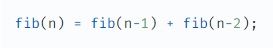 fib(n) = fib(n-1) + fib(n-2);